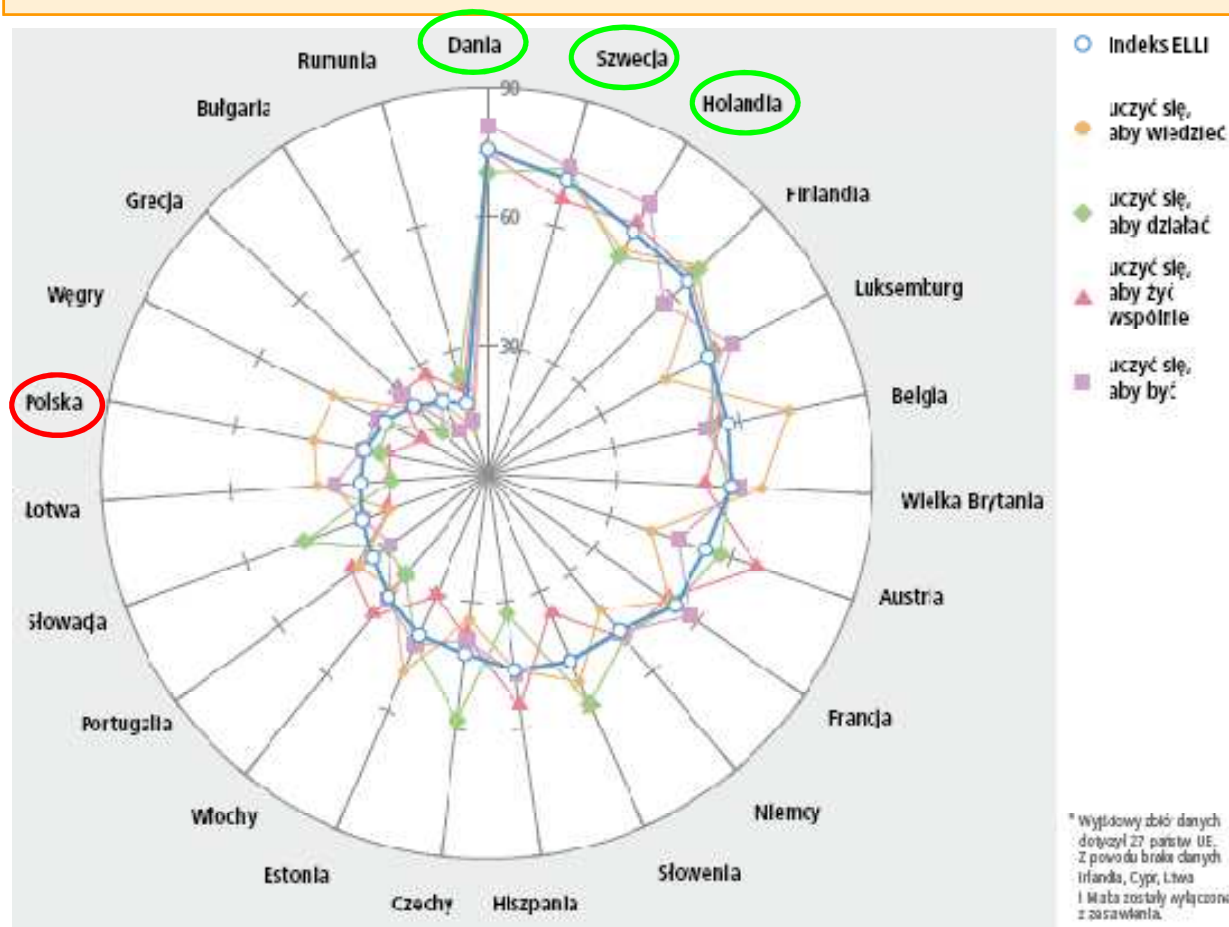 Dania
Szwecja
Holandia
Finlandia
Luksemburg
Belgia
Wielka Brytania
Austria
Francja
Niemcy
Słowenia
Hiszpania
Czechy
Estonia
Włochy
Portugalia
Słowacja
Łotwa
Polska
Węgry
Grecja
Bułgaria
Rumunia
90
60
30
Indeks ELLI
uczyć się,
aby wiedzieć
uczyć się,
aby działać
uczyć się,
aby żyć
wspólnie
uczyć się,
aby być
* Wyjściowy zbiór danych
dotyczył 27 państw UE.
Z powodu braku danych
Irlandia, Cypr, Litwa
i Malta zostały wyłączone
z zestawienia.